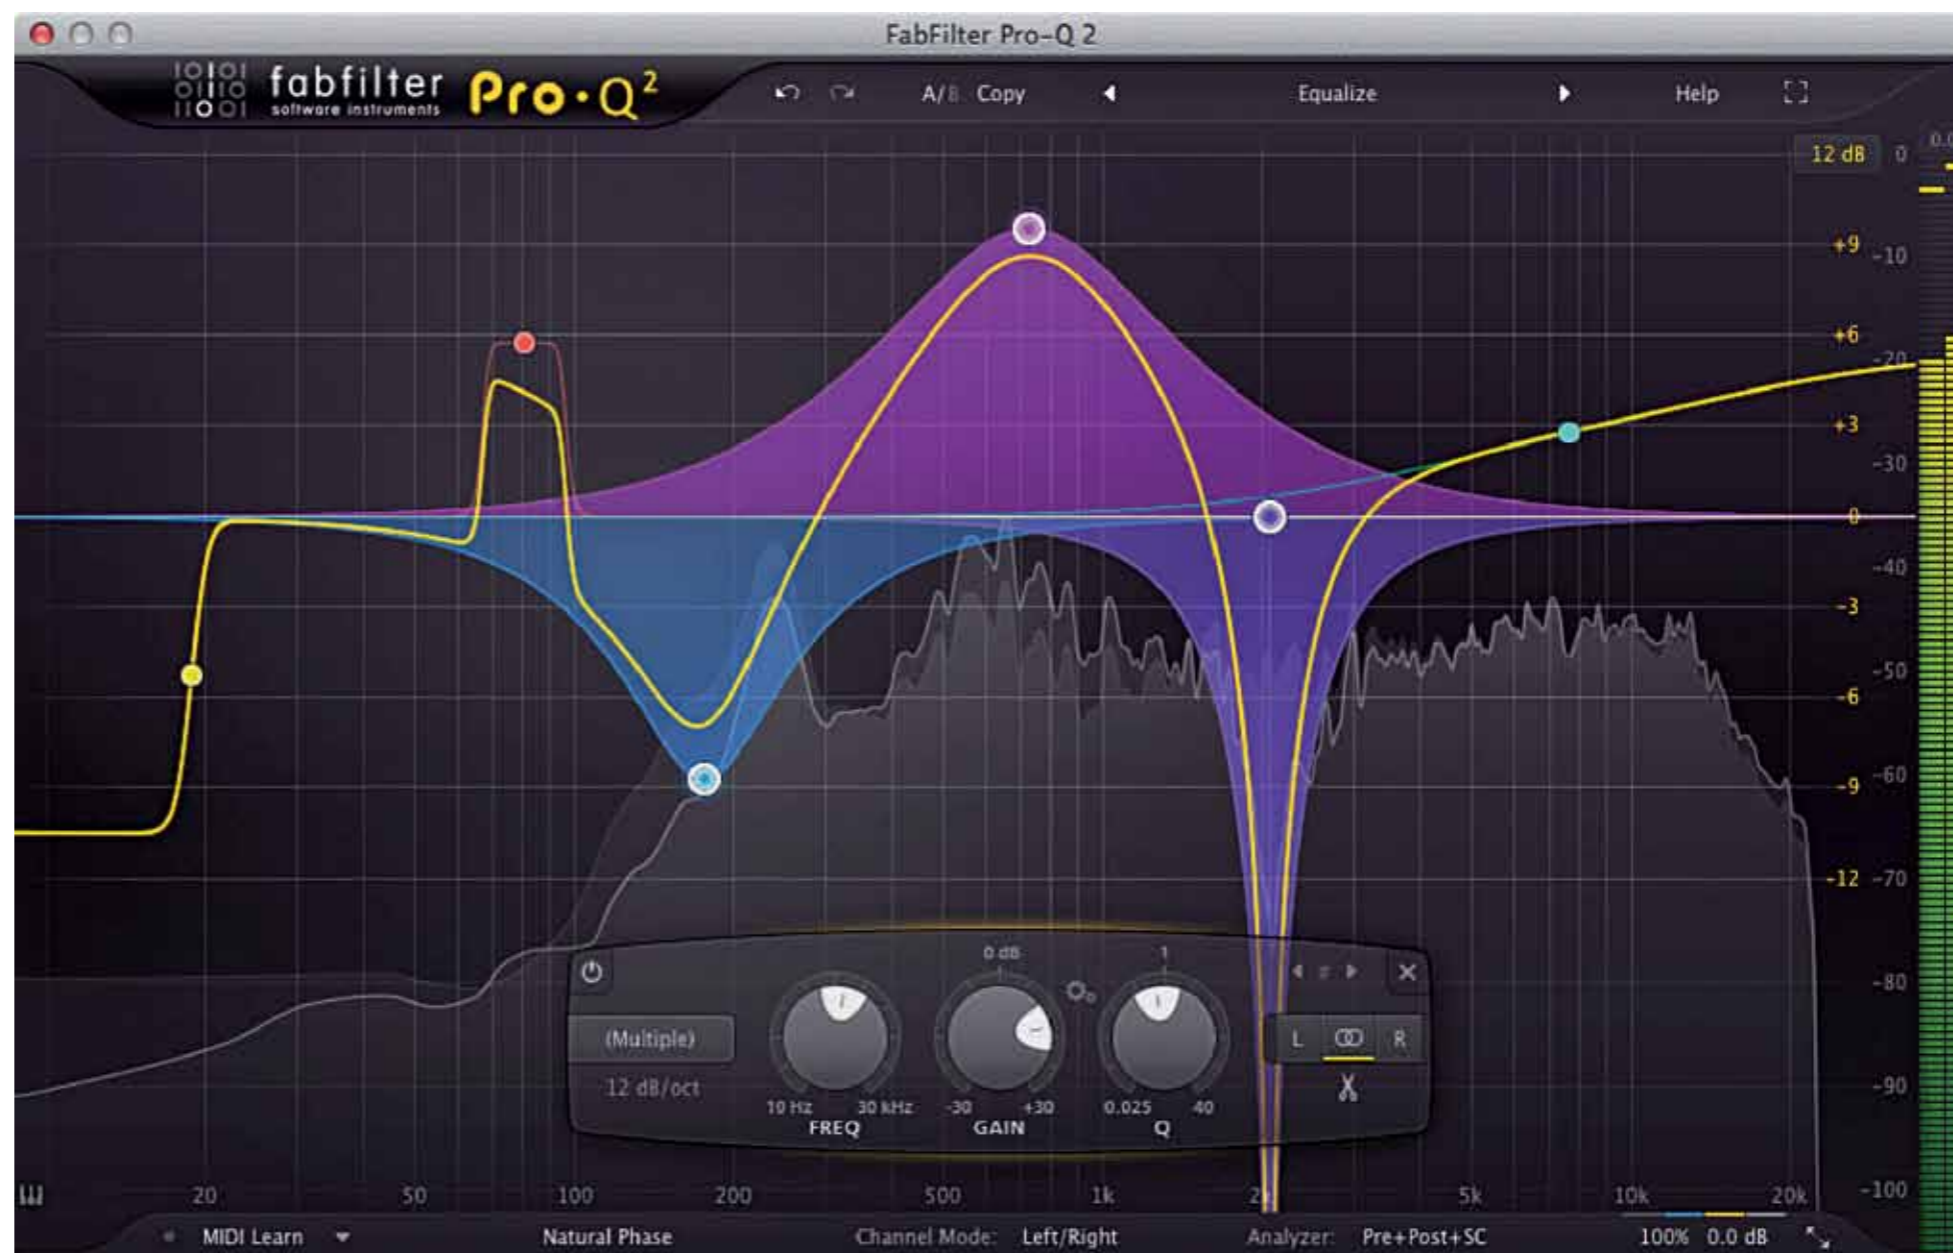 FabFilter Pro-Q 2
fabfilter
software instruments
Pro·Q²
A/B Copy
Equalize
Help
12 dB
0
+9
-10
+6
-20
+3
-30
0
-40
-3
-50
-6
-60
-9
-12
-70
-80
-90
-100
0 dB
1
(Multiple)
12 dB/oct
10 Hz 30 kHz
FREQ
-30 +30
GAIN
0.025 40
Q
L R
20 50 100 200 500 1k 2k 5k 10k 20k
MIDI Learn Natural Phase Channel Mode: Left/Right Analyzer: Pre+Post+SC 100% 0.0 dB